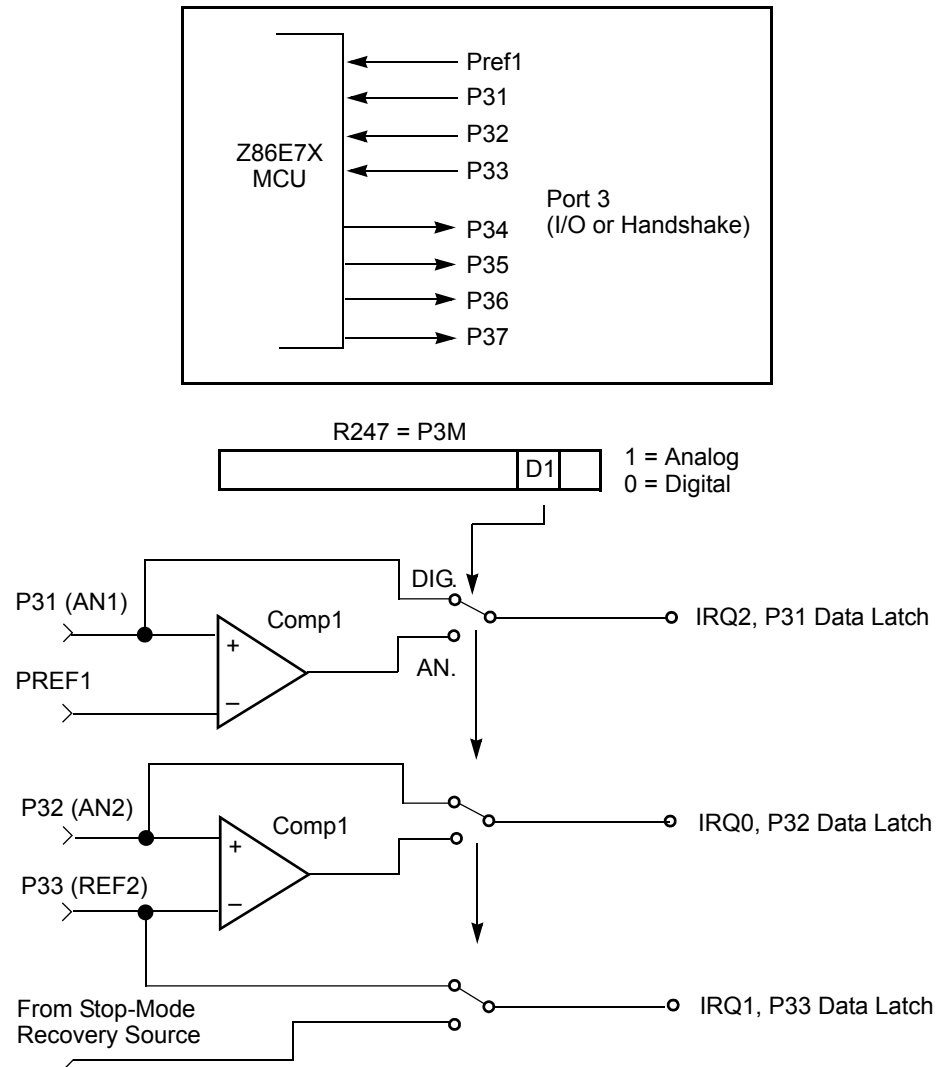 Pref1
P31
P32
P33
Z86E7X
MCU
Port 3
(I/O or Handshake)
P34
P35
P36
P37
R247 = P3M
D1
1 = Analog
0 = Digital
DIG.
P31 (AN1)
Comp1
+
–
IRQ2, P31 Data Latch
AN.
PREF1
P32 (AN2)
Comp1
+
–
IRQ0, P32 Data Latch
P33 (REF2)
From Stop-Mode
Recovery Source
IRQ1, P33 Data Latch